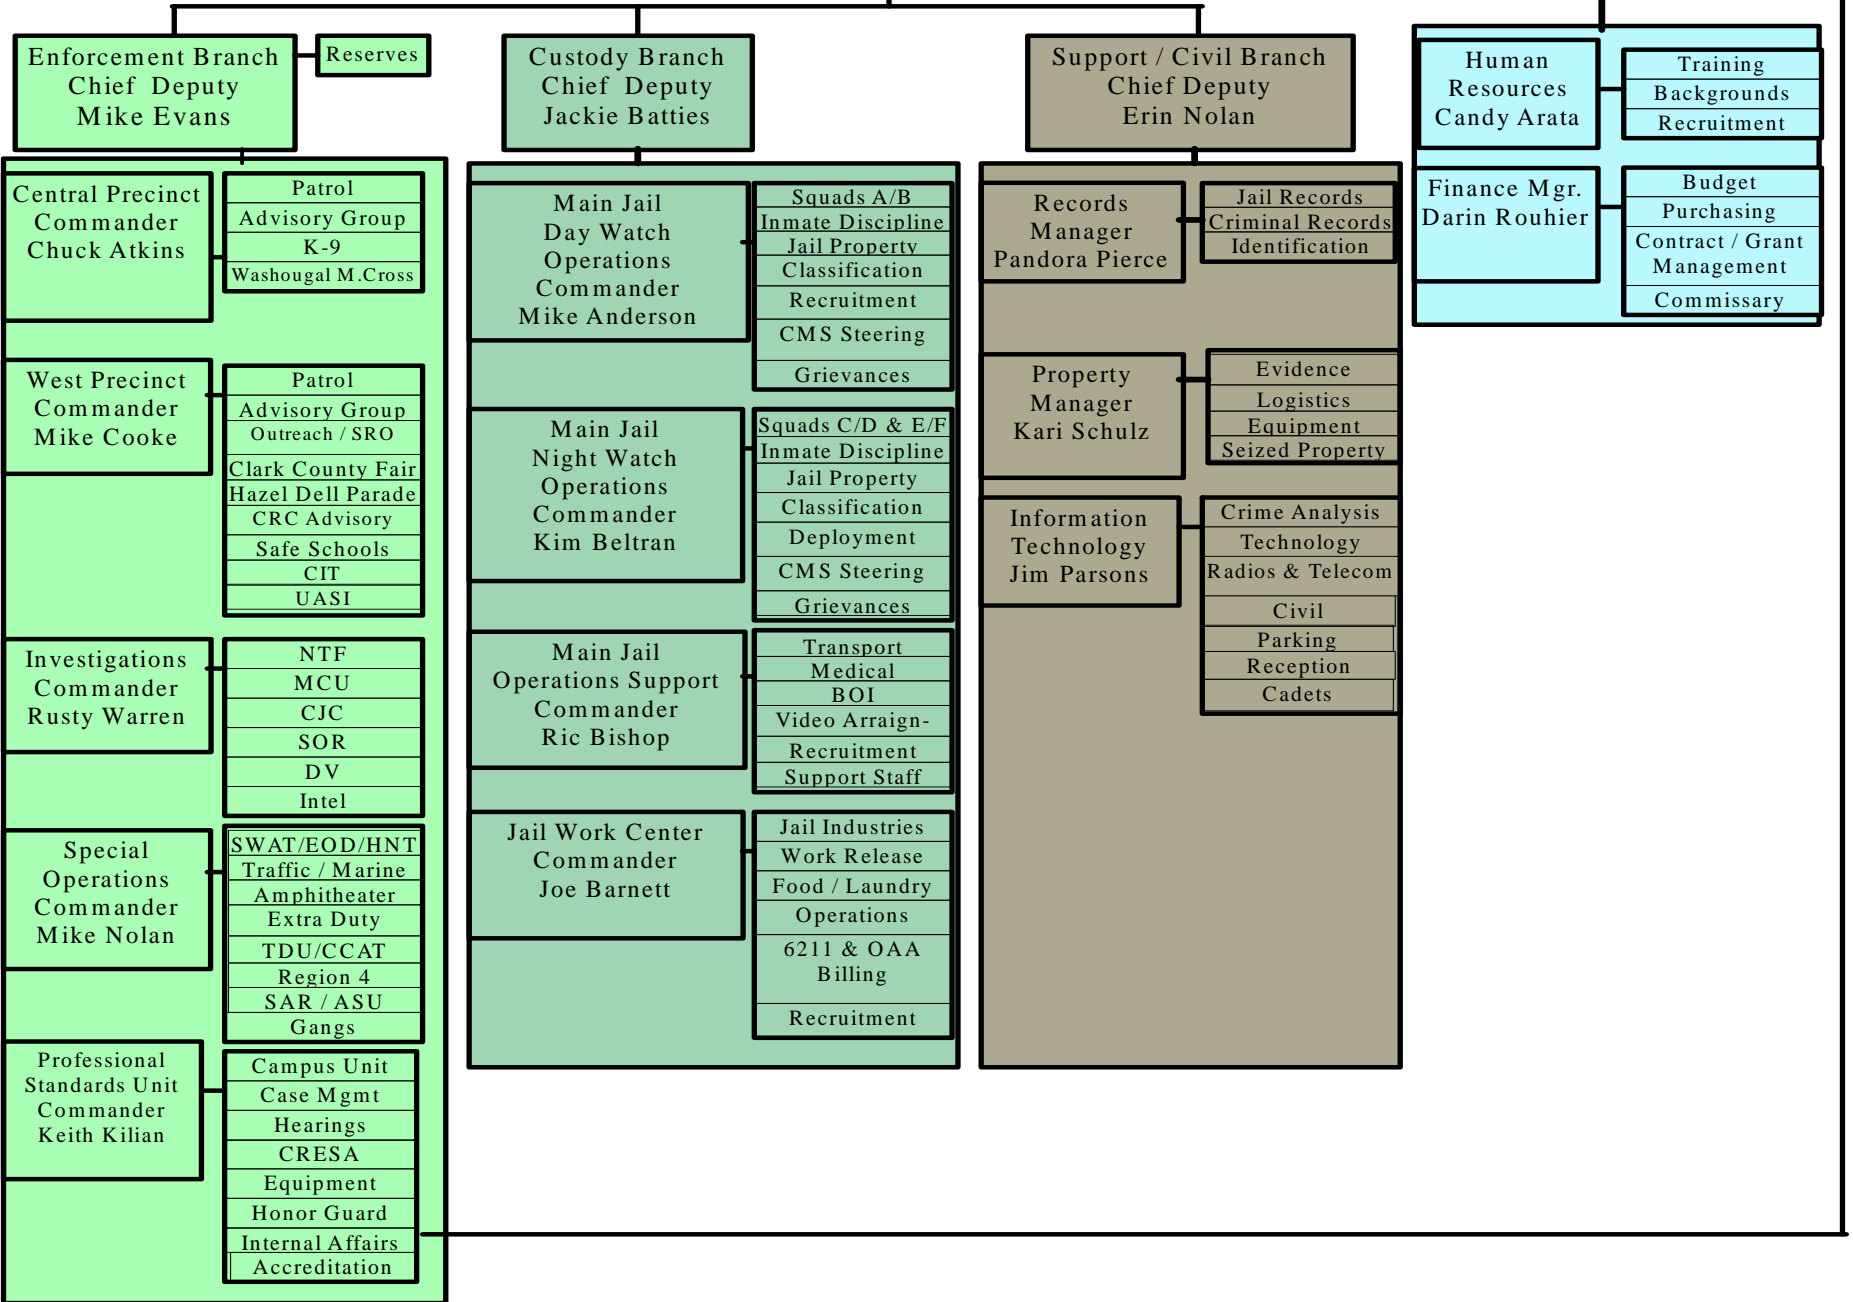 Enforcement Branch
Chief Deputy
Mike Evans
Reserves
Central Precinct
Commander
Chuck Atkins
Patrol
Advisory Group
K-9
Washougal M.Cross
West Precinct
Commander
Mike Cooke
Patrol
Advisory Group
Outreach / SRO
Clark County Fair
Hazel Dell Parade
CRC Advisory
Safe Schools
CIT
UASI
Investigations
Commander
Rusty Warren
NTF
MCU
CJC
SOR
DV
Intel
Special
Operations
Commander
Mike Nolan
SWAT/EOD/HNT
Traffic / Marine
Amphitheater
Extra Duty
TDU/CCAT
Region 4
SAR / ASU
Gangs
Professional
Standards Unit
Commander
Keith Kilian
Campus Unit
Case Mgmt
Hearings
CRESA
Equipment
Honor Guard
Internal Affairs
Accreditation
Custody Branch
Chief Deputy
Jackie Batties
Main Jail
Day Watch
Operations
Commander
Mike Anderson
Squads A/B
Inmate Discipline
Jail Property
Classification
Recruitment
CMS Steering
Grievances
Main Jail
Night Watch
Operations
Commander
Kim Beltran
Squads C/D & E/F
Inmate Discipline
Jail Property
Classification
Deployment
CMS Steering
Grievances
Main Jail
Operations Support
Commander
Ric Bishop
Transport
Medical
BOI
Video Arraign-
Recruitment
Support Staff
Jail Work Center
Commander
Joe Barnett
Jail Industries
Work Release
Food / Laundry
Operations
6211 & OAA
Billing
Recruitment
Support / Civil Branch
Chief Deputy
Erin Nolan
Records
Manager
Pandora Pierce
Jail Records
Criminal Records
Identification
Property
Manager
Kari Schulz
Evidence
Logistics
Equipment
Seized Property
Information
Technology
Jim Parsons
Crime Analysis
Technology
Radios & Telecom
Civil
Parking
Reception
Cadets
Human
Resources
Candy Arata
Training
Backgrounds
Recruitment
Finance Mgr.
Darin Rouhier
Budget
Purchasing
Contract / Grant
Management
Commissary